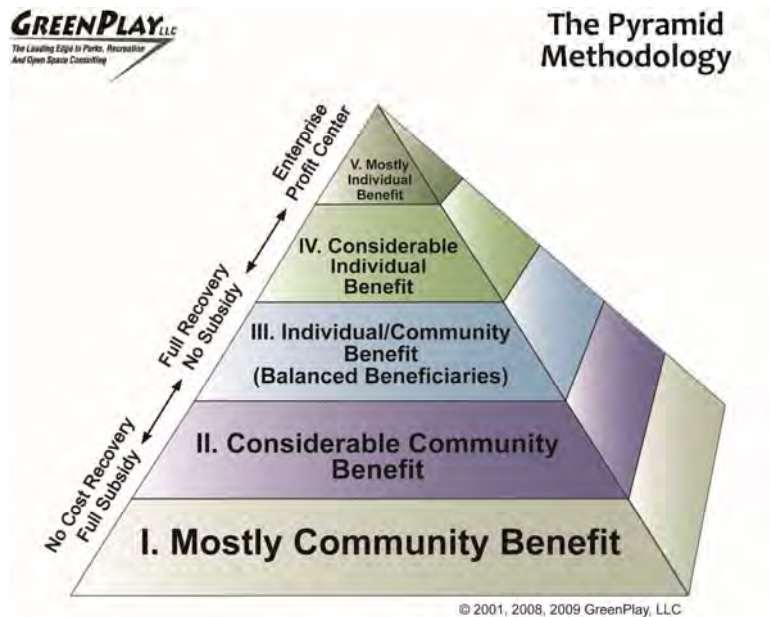 GREENPLAY LLC
The Leading Edge In Parks, Recreation
And Open Space Consulting
The Pyramid
Methodology
Enterprise
Profit Center
V. Mostly
Individual
Benefit
IV. Considerable
Individual
Benefit
Full Recovery
No Subsidy
III. Individual/Community
Benefit
(Balanced Beneficiaries)
II. Considerable Community
Benefit
No Cost Recovery
Full Subsidy
I. Mostly Community Benefit
© 2001, 2008, 2009 GreenPlay, LLC